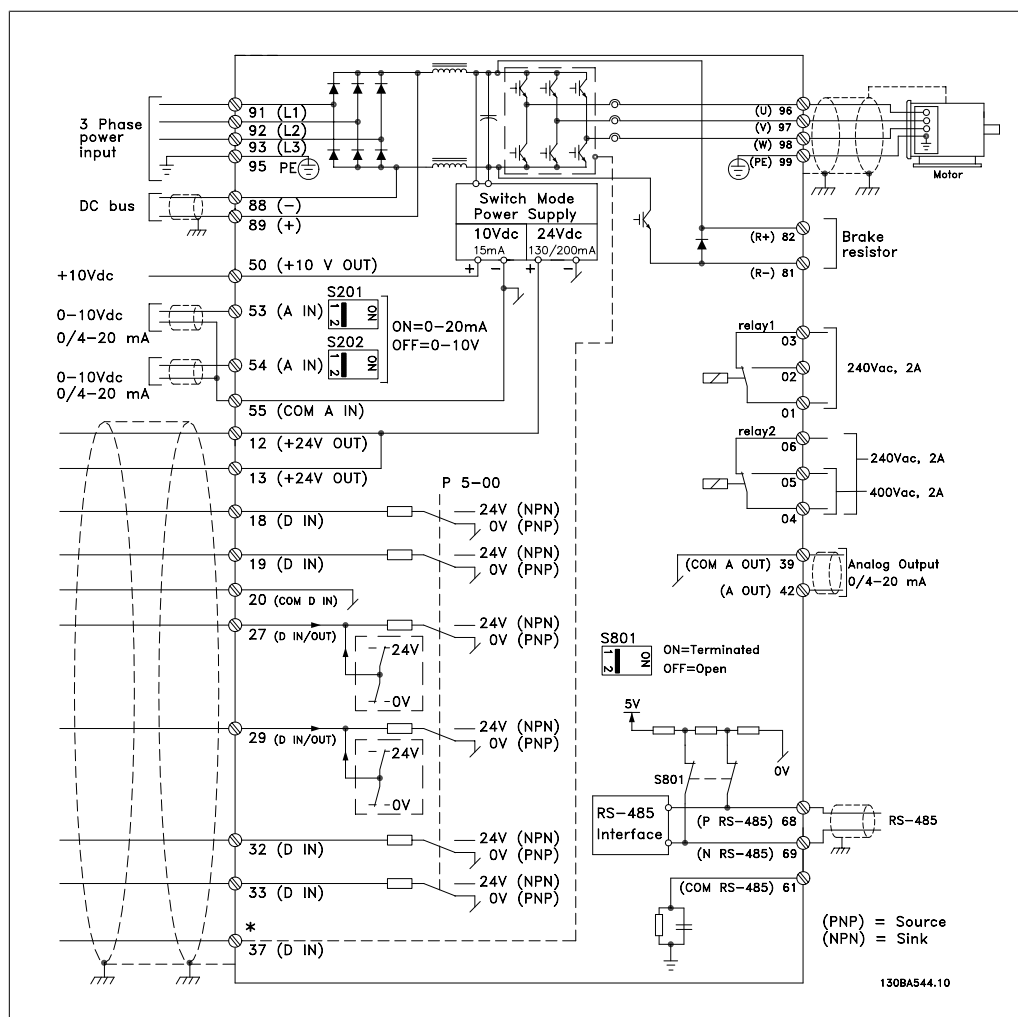 3 Phase
power
input
91 (L1)
92 (L2)
93 (L3)
95 PE
DC bus
88 (-)
89 (+)
+10Vdc
50 (+10 V OUT)
0-10Vdc
0/4-20 mA
53 (A IN)
S201
1 2
ON
ON=0-20mA
OFF=0-10V
0-10Vdc
0/4-20 mA
54 (A IN)
S202
1 2
ON
55 (COM A IN)
12 (+24V OUT)
13 (+24V OUT)
P 5-00
18 (D IN)
24V (NPN)
0V (PNP)
19 (D IN)
24V (NPN)
0V (PNP)
20 (COM D IN)
27 (D IN/OUT)
24V (NPN)
0V (PNP)
24V
0V
29 (D IN/OUT)
24V (NPN)
0V (PNP)
24V
0V
32 (D IN)
24V (NPN)
0V (PNP)
33 (D IN)
24V (NPN)
0V (PNP)
*
37 (D IN)
Switch Mode
Power Supply
10Vdc
15mA
24Vdc
130/200mA
+ - + -
(U) 96
(V) 97
(W) 98
(PE) 99
Motor
(R+) 82
Brake
resistor
(R-) 81
relay1
03
02
240Vac, 2A
01
relay2
06
240Vac, 2A
05
400Vac, 2A
04
(COM A OUT) 39
Analog Output
0/4-20 mA
(A OUT) 42
S801
1 2
ON
ON=Terminated
OFF=Open
5V
S801
0V
RS-485
Interface
(P RS-485) 68
RS-485
(N RS-485) 69
(COM RS-485) 61
(PNP) = Source
(NPN) = Sink
130BA544.10